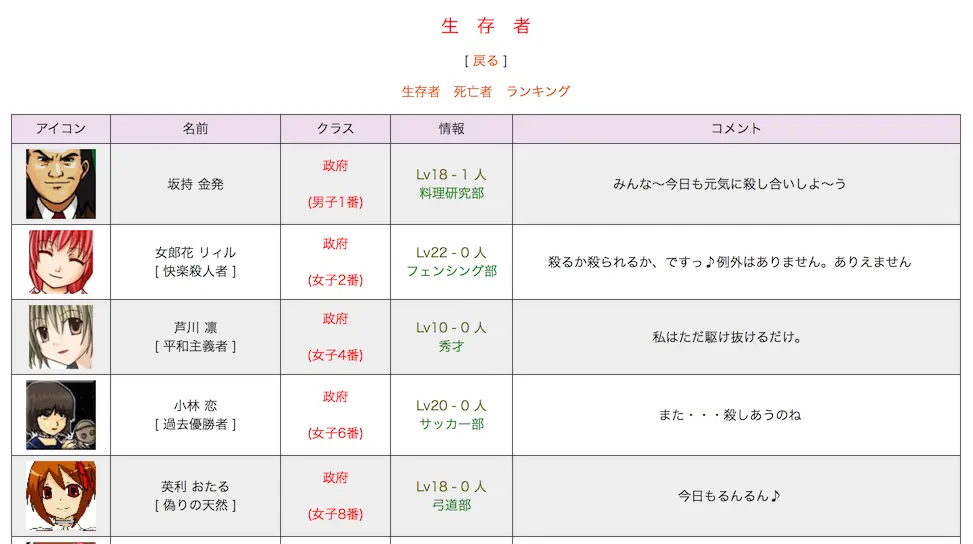 生 存 者
[ 戻る ]
生存者 死亡者 ランキング
アイコン 名前 クラス 情報 コメント
坂持 金発
政府
(男子1番)
Lv18 - 1 人
料理研究部
みんな～今日も元気に殺し合いしよ～う
女郎花 リィル
[ 快楽殺人者 ]
政府
(女子2番)
Lv22 - 0 人
フェンシング部
殺るか殺られるか、ですっ♪例外はありません。ありえません
芦川 凛
[ 平和主義者 ]
政府
(女子4番)
Lv10 - 0 人
秀才
私はただ駆け抜けるだけ。
小林 恋
[ 過去優勝者 ]
政府
(女子6番)
Lv20 - 0 人
サッカー部
また・・・殺しあうのね
英利 おたる
[ 偽りの天然 ]
政府
(女子8番)
Lv18 - 0 人
弓道部
今日もるんるん♪